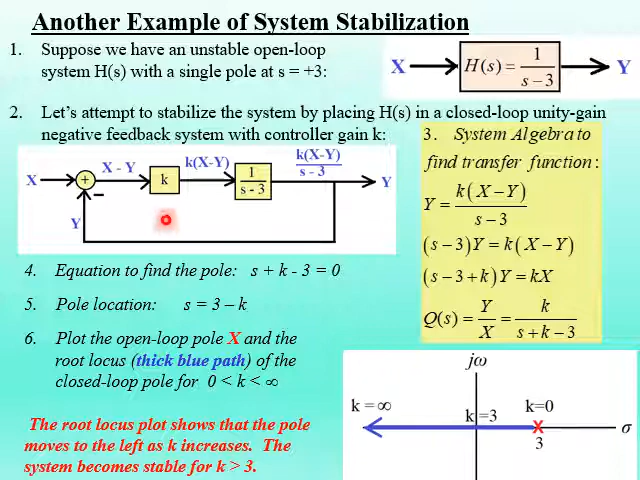 Another Example of System Stabilization
1. Suppose we have an unstable open-loop
system H(s) with a single pole at s = +3:
X H(s) = 1 / (s − 3) Y
2. Let's attempt to stabilize the system by placing H(s) in a closed-loop unity-gain
negative feedback system with controller gain k:
X + − X - Y k k(X-Y) 1 / (s - 3) k(X-Y) / (s - 3) Y
Y
3. System Algebra to
find transfer function:
Y = k(X − Y) / (s − 3)
(s − 3)Y = k(X − Y)
(s − 3 + k)Y = kX
Q(s) = Y / X = k / (s + k − 3)
4. Equation to find the pole: s + k - 3 = 0
5. Pole location: s = 3 – k
6. Plot the open-loop pole X and the
root locus (thick blue path) of the
closed-loop pole for 0 < k < ∞
The root locus plot shows that the pole
moves to the left as k increases. The
system becomes stable for k > 3.
jω
k = ∞ k =3 k=0
X σ
3